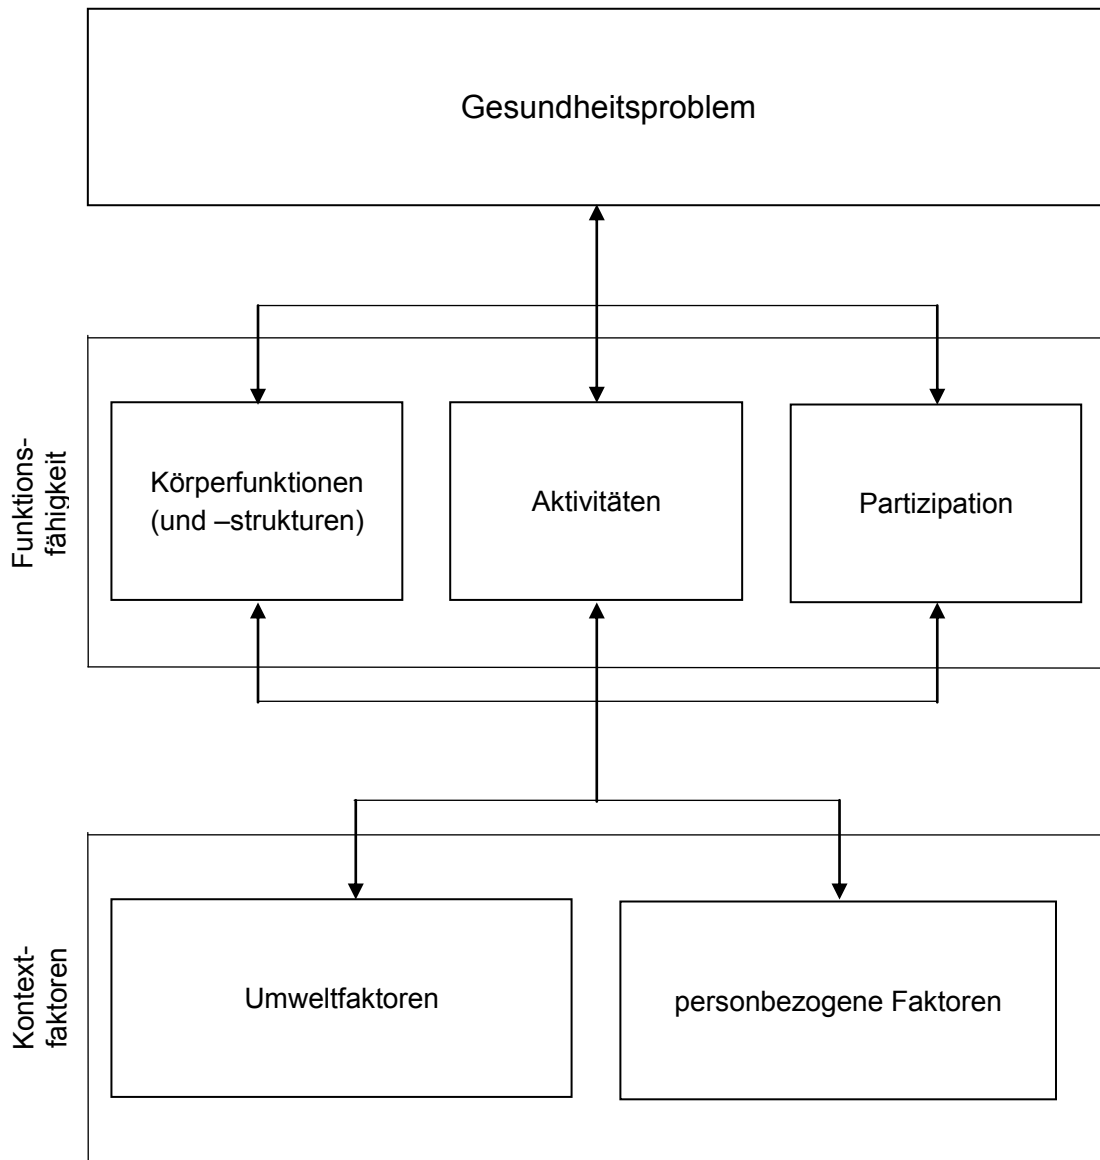 Gesundheitsproblem
Funktions-
fähigkeit
Körperfunktionen
(und –strukturen)
Aktivitäten
Partizipation
Kontext-
faktoren
Umweltfaktoren
personbezogene Faktoren